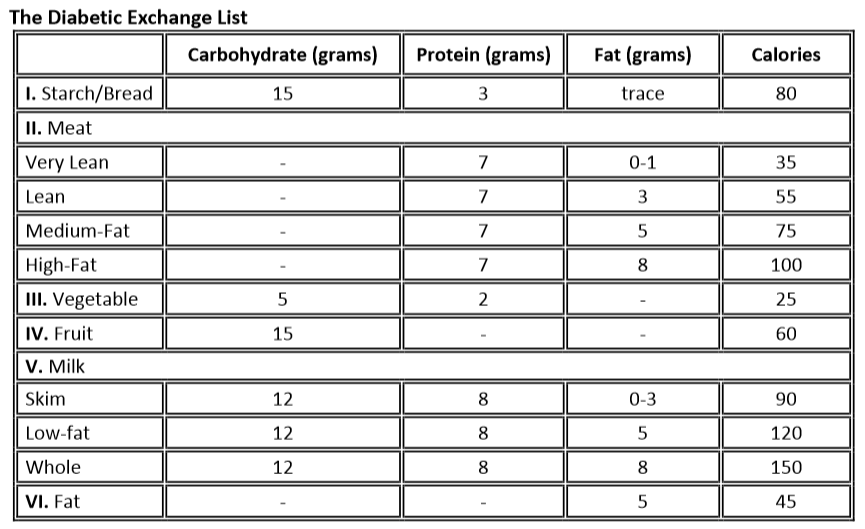 The Diabetic Exchange List
Carbohydrate (grams) Protein (grams) Fat (grams) Calories
I. Starch/Bread 15 3 trace 80
II. Meat
Very Lean - 7 0-1 35
Lean - 7 3 55
Medium-Fat - 7 5 75
High-Fat - 7 8 100
III. Vegetable 5 2 - 25
IV. Fruit 15 - - 60
V. Milk
Skim 12 8 0-3 90
Low-fat 12 8 5 120
Whole 12 8 8 150
VI. Fat - - 5 45